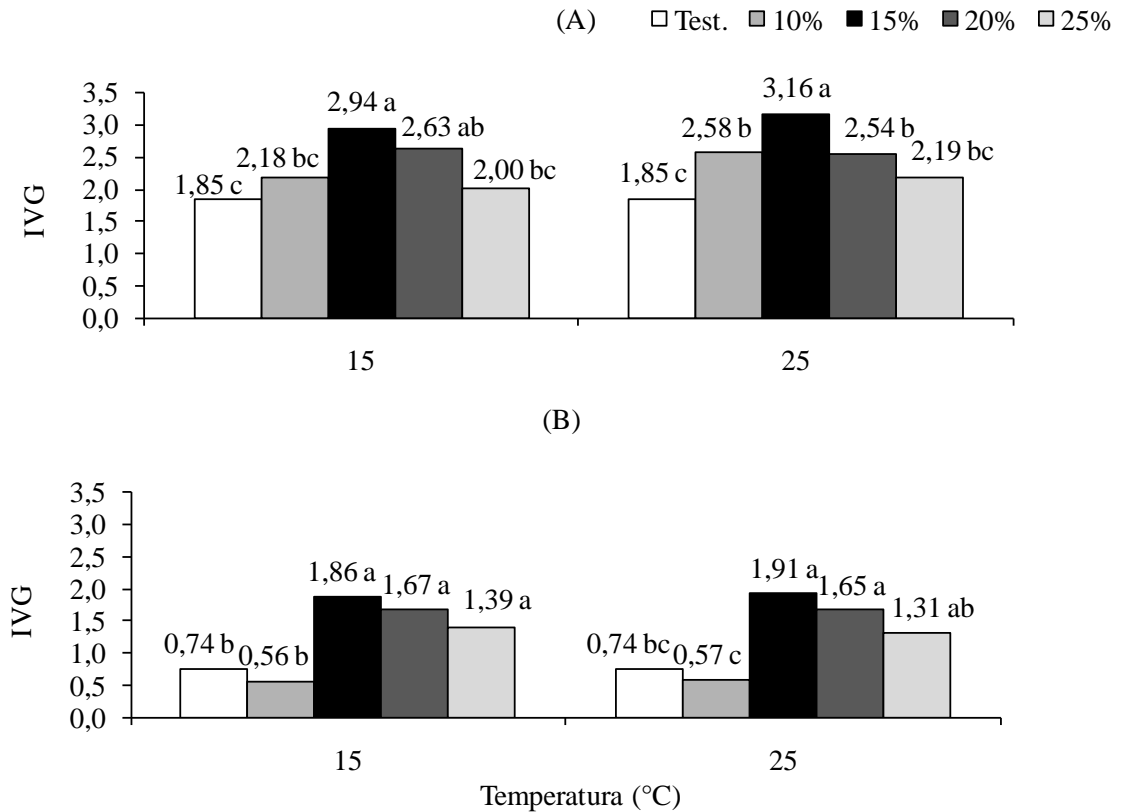 (A) Test. 10% 15% 20% 25%
3,5
3,0
2,5
2,0
1,5
1,0
0,5
0,0
IVG
1,85 c 2,18 bc 2,94 a 2,63 ab 2,00 bc
1,85 c 2,58 b 3,16 a 2,54 b 2,19 bc
15 25
(B)
3,5
3,0
2,5
2,0
1,5
1,0
0,5
0,0
IVG
0,74 b 0,56 b 1,86 a 1,67 a 1,39 a
0,74 bc 0,57 c 1,91 a 1,65 a 1,31 ab
15 25
Temperatura (°C)